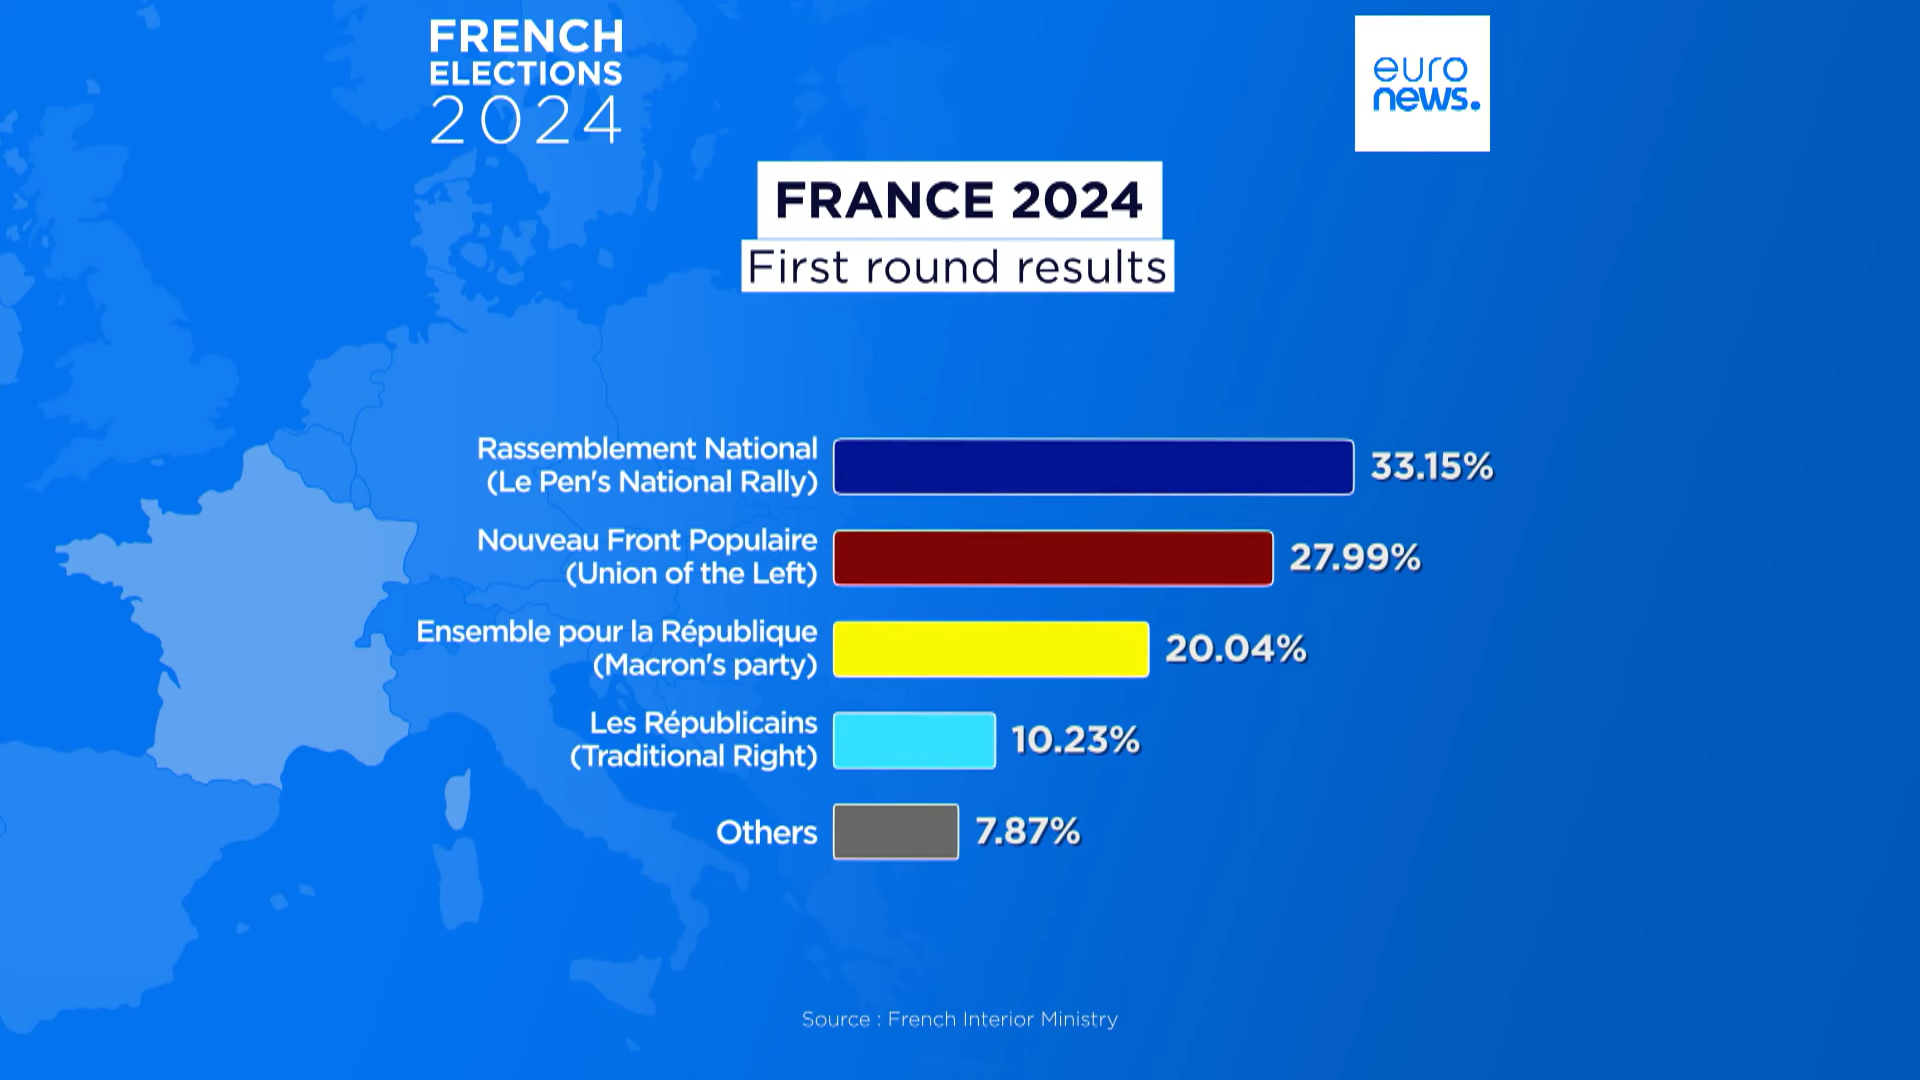 FRENCH
ELECTIONS
2024
euro
news.
FRANCE 2024
First round results
Rassemblement National
(Le Pen's National Rally)
33.15%
Nouveau Front Populaire
(Union of the Left)
27.99%
Ensemble pour la République
(Macron's party)
20.04%
Les Républicains
(Traditional Right)
10.23%
Others
7.87%
Source : French Interior Ministry